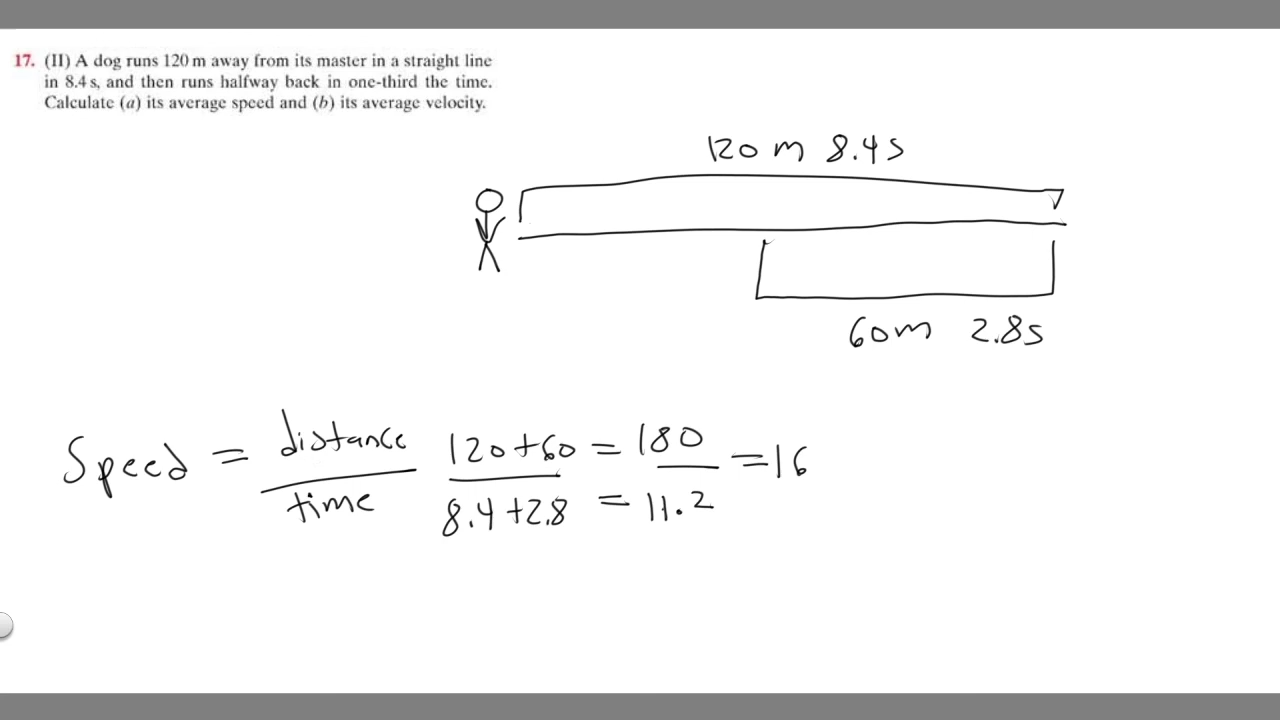 17. (II) A dog runs 120 m away from its master in a straight line
in 8.4 s, and then runs halfway back in one-third the time.
Calculate (a) its average speed and (b) its average velocity.
120 m 8.4 s
60m 2.8s
Speed = distance 120+60 = 180 =16
time 8.4+2.8 = 11.2